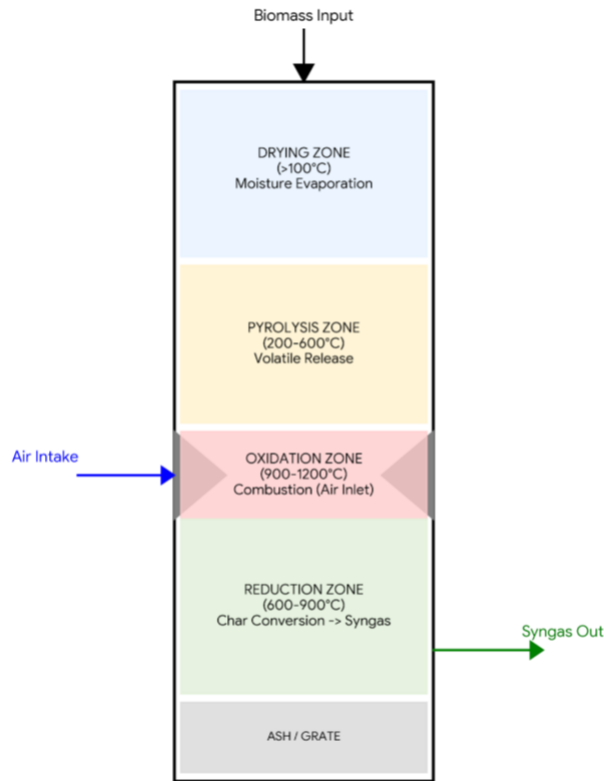 Biomass Input
DRYING ZONE
(>100°C)
Moisture Evaporation
PYROLYSIS ZONE
(200-600°C)
Volatile Release
Air Intake
OXIDATION ZONE
(900-1200°C)
Combustion (Air Inlet)
REDUCTION ZONE
(600-900°C)
Char Conversion -> Syngas
Syngas Out
ASH / GRATE